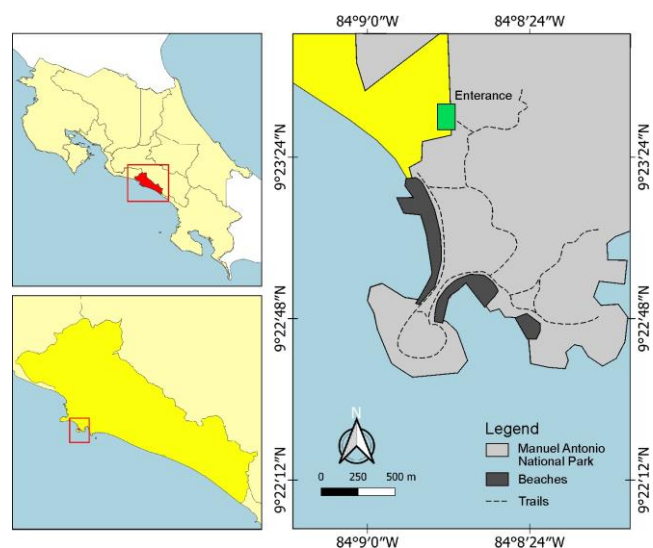 84°9'0"W 84°8'24"W
Enterance
9°23'24"N 9°23'24"N
9°22'48"N 9°22'48"N
N
Legend
Manuel Antonio
National Park
Beaches
Trails
0 250 500 m
9°22'12"N 9°22'12"N
84°9'0"W 84°8'24"W